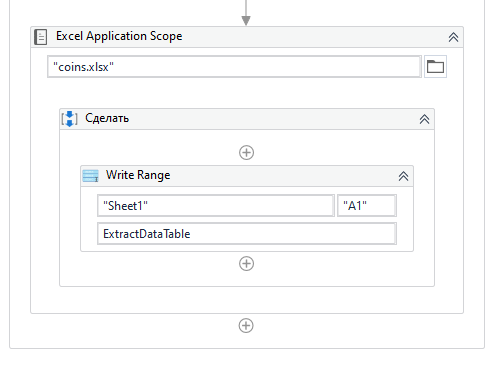 Excel Application Scope
"coins.xlsx"
Сделать
Write Range
"Sheet1"
"A1"
ExtractDataTable